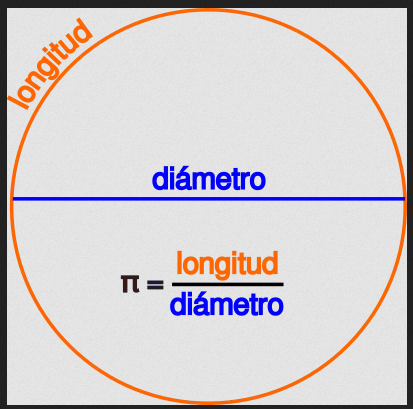 longitud
diámetro
π = longitud
diámetro